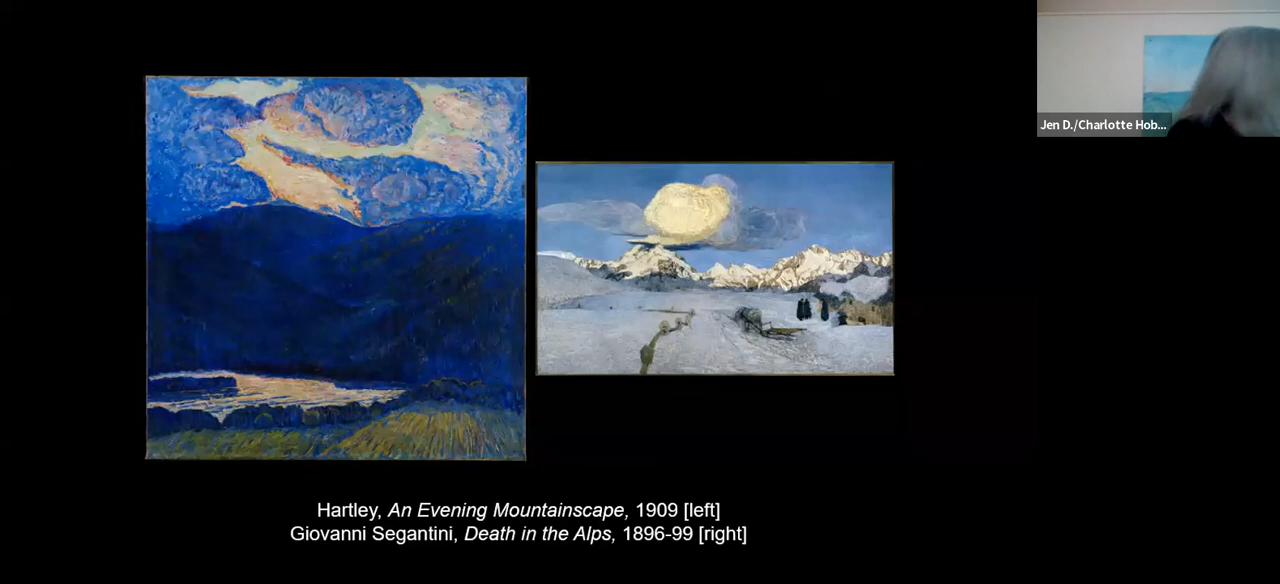 Jen D./Charlotte Hob...
Hartley, An Evening Mountainscape, 1909 [left]
Giovanni Segantini, Death in the Alps, 1896-99 [right]